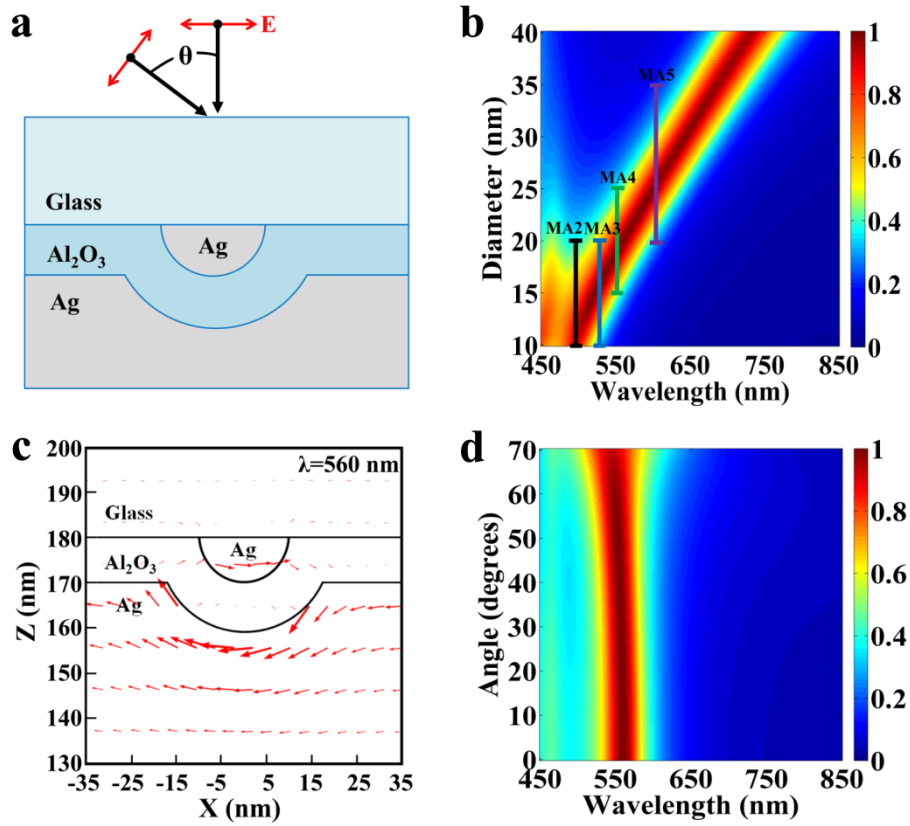 a
E
θ
Glass
Al₂O₃
Ag
Ag
b
Diameter (nm)
40
35
30
25
20
15
10
MA5
MA4
MA2
MA3
450 550 650 750 850
Wavelength (nm)
1
0.8
0.6
0.4
0.2
0
c
Z (nm)
200
190
180
170
160
150
140
130
λ=560 nm
Glass
Ag
Al₂O₃
Ag
-35 -25 -15 -5 5 15 25 35
X (nm)
d
Angle (degrees)
70
60
50
40
30
20
10
0
450 550 650 750 850
Wavelength (nm)
1
0.8
0.6
0.4
0.2
0